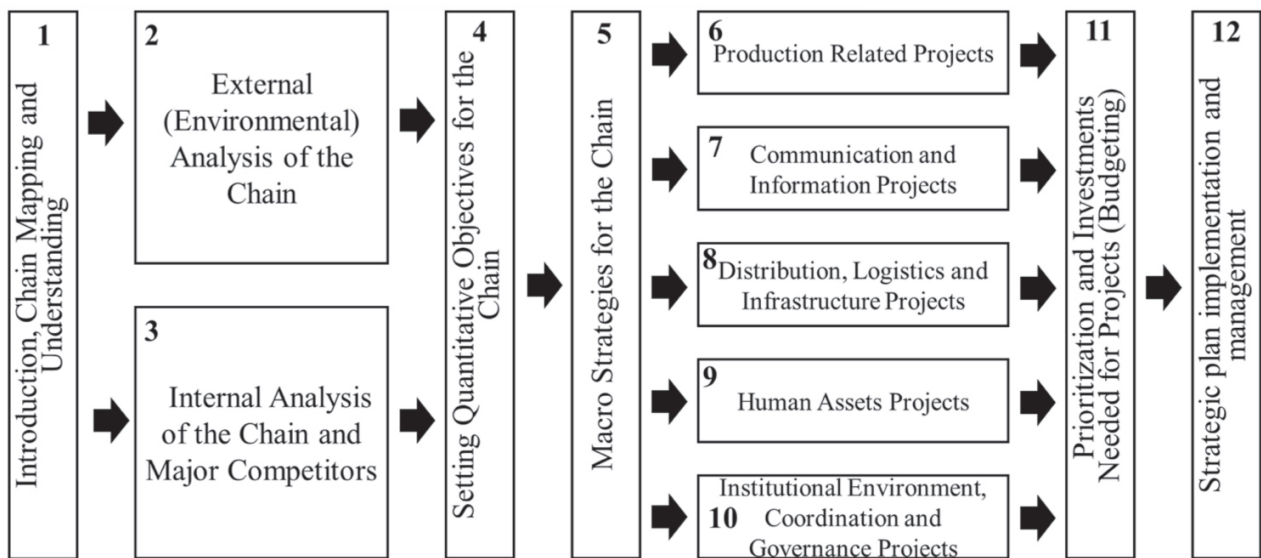 1
Introduction, Chain Mapping and
Understanding
2
External
(Environmental)
Analysis of the
Chain
3
Internal Analysis
of the Chain and
Major Competitors
4
Setting Quantitative Objectives for the
Chain
5
Macro Strategies for the Chain
6
Production Related Projects
7
Communication and
Information Projects
8
Distribution, Logistics and
Infrastructure Projects
9
Human Assets Projects
10
Institutional Environment,
Coordination and
Governance Projects
11
Prioritization and Investments
Needed for Projects (Budgeting)
12
Strategic plan implementation and
management